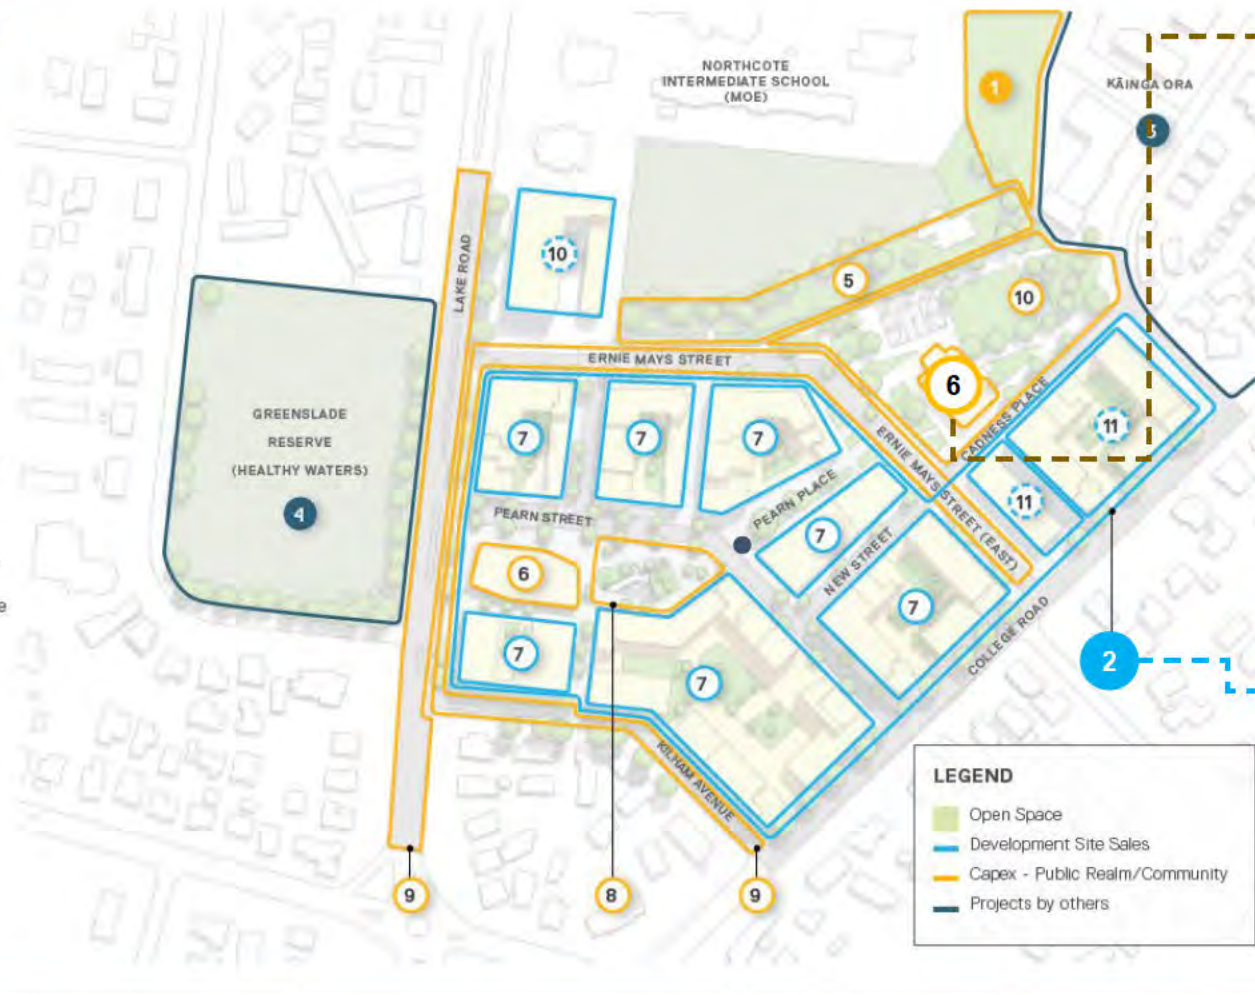 NORTHCOTE
INTERMEDIATE SCHOOL
(MOE)
1
KĀINGA ORA
3
10
LAKE ROAD
5
10
ERNIE MAYS STREET
6
CADNESS PLACE
GREENSLADE
RESERVE
(HEALTHY WATERS)
4
7
7
7
11
ERNIE MAYS STREET (EAST)
11
PEARN STREET
PEARN PLACE
7
NEW STREET
6
7
7
7
COLLEGE ROAD
2
e
KILHAM AVENUE
9
8
9
LEGEND
Open Space
Development Site Sales
Capex - Public Realm/Community
Projects by others